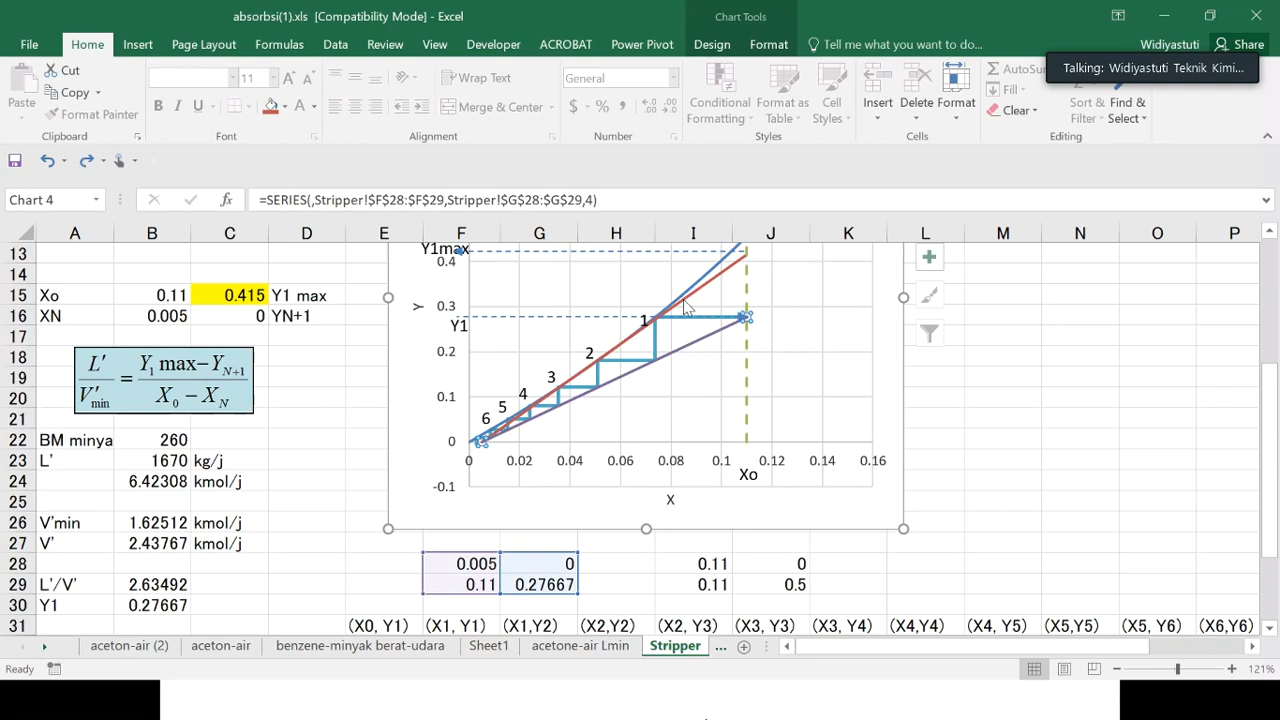 absorbsi(1).xls [Compatibility Mode] - Excel
Chart Tools
File Home Insert Page Layout Formulas Data Review View Developer ACROBAT Power Pivot Design Format Tell me what you want to do... Widiyastuti Share
Talking: Widiyastuti Teknik Kimi...
Paste
Cut
Copy
Format Painter
Clipboard
11
A A
B I U A
Font
Wrap Text
Merge & Center
Alignment
General
$ % , .00
Number
Conditional Formatting
Format as Table
Cell Styles
Styles
Insert Delete Format
Cells
AutoSu
Fill
Clear
Sort & Filter
Find & Select
Editing
Chart 4 fx =SERIES(,Stripper!$F$28:$F$29,Stripper!$G$28:$G$29,4)
A B C D E F G H I J K L M N O P
13
14
15 Xo 0.11 0.415 Y1 max
16 XN 0.005 0 YN+1
17
18
19
20
L' / V'min = Y1 max− YN+1 / X0 − XN
21
22 BM minya 260
23 L' 1670 kg/j
24 6.42308 kmol/j
25
26 V'min 1.62512 kmol/j
27 V' 2.43767 kmol/j
28 0.005 0 0.11 0
29 L'/V' 2.63492 0.11 0.27667 0.11 0.5
30 Y1 0.27667
31 (X0, Y1) (X1, Y1) (X1,Y2) (X2,Y2) (X2, Y3) (X3, Y3) (X3, Y4) (X4,Y4) (X4, Y5) (X5,Y5) (X5, Y6) (X6,Y6)
Y1max
0.4
Y
0.3
Y1
0.2
0.1
0
-0.1
1
2
3
4
5
6
0 0.02 0.04 0.06 0.08 0.1 0.12 0.14 0.16
Xo
X
aceton-air (2) aceton-air benzene-minyak berat-udara Sheet1 acetone-air Lmin Stripper ...
Ready 121%